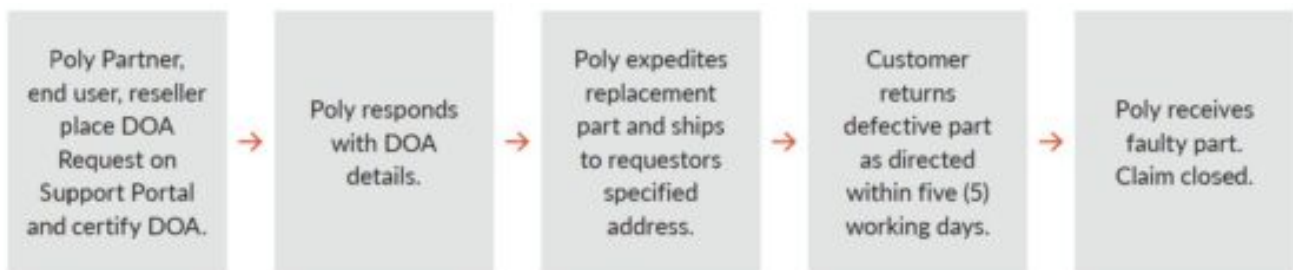 Poly Partner,
end user, reseller
place DOA
Request on
Support Portal
and certify DOA.
Poly responds
with DOA
details.
Poly expedites
replacement
part and ships
to requestors
specified
address.
Customer
returns
defective part
as directed
within five (5)
working days.
Poly receives
faulty part.
Claim closed.